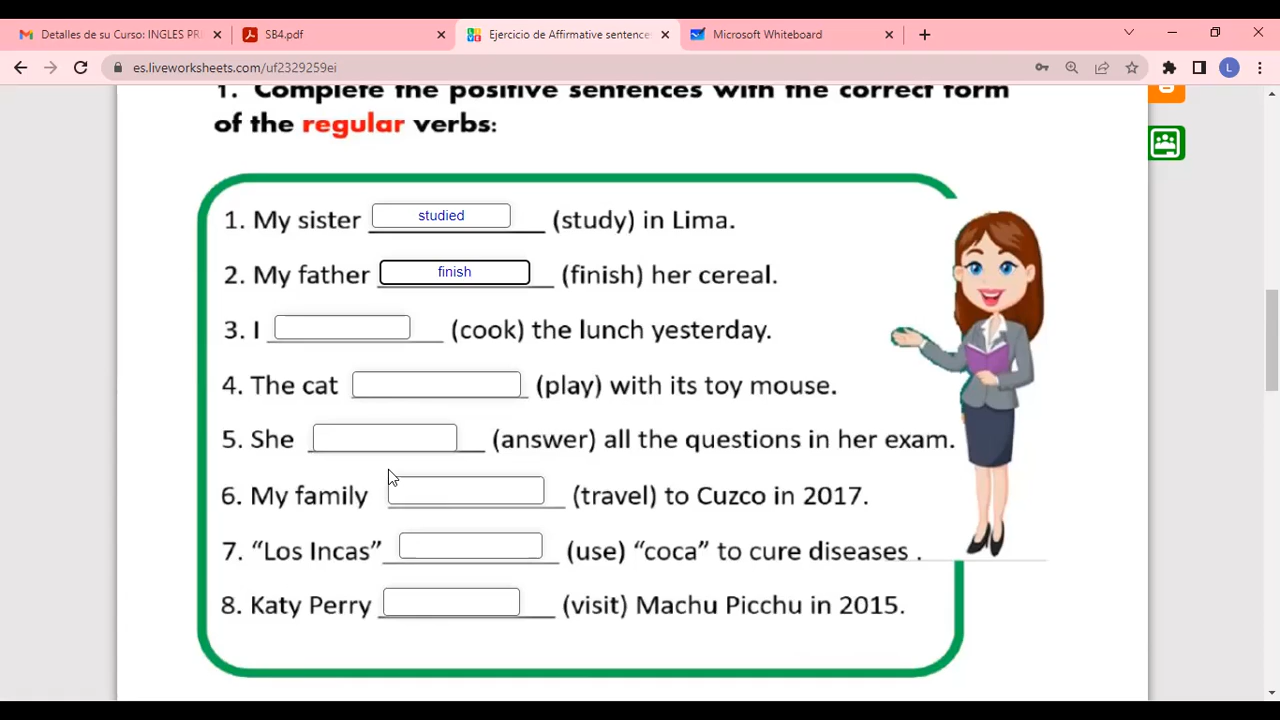 Detalles de su Curso: INGLES PR
SB4.pdf
Ejercicio de Affirmative sentence
Microsoft Whiteboard
es.liveworksheets.com/uf2329259ei
L
1. Complete the positive sentences with the correct form
of the regular verbs:
1. My sister studied (study) in Lima.
2. My father finish (finish) her cereal.
3. I (cook) the lunch yesterday.
4. The cat (play) with its toy mouse.
5. She (answer) all the questions in her exam.
6. My family (travel) to Cuzco in 2017.
7. “Los Incas” (use) “coca” to cure diseases .
8. Katy Perry (visit) Machu Picchu in 2015.